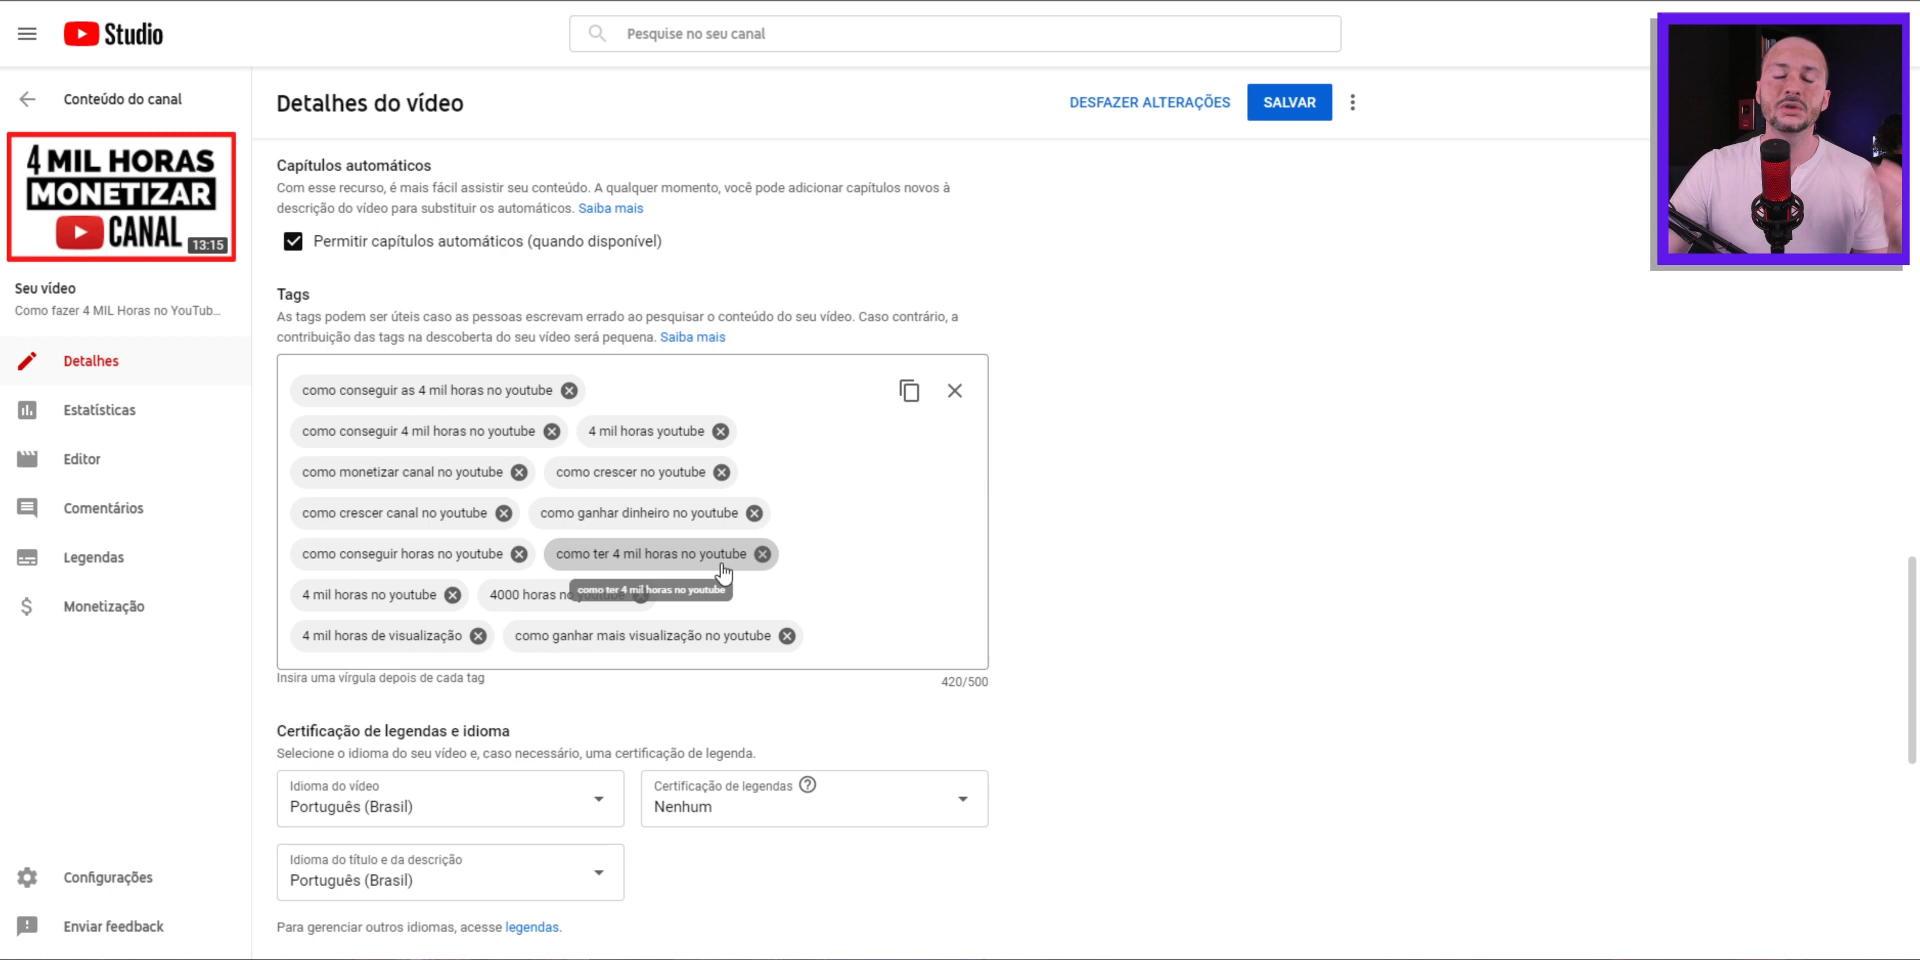 Studio
Pesquise no seu canal
Conteúdo do canal
Detalhes do vídeo
DESFAZER ALTERAÇÕES
SALVAR
4 MIL HORAS
MONETIZAR
CANAL
13:15
Seu vídeo
Como fazer 4 MIL Horas no YouTub...
Detalhes
Estatísticas
Editor
Comentários
Legendas
Monetização
Configurações
Enviar feedback
Capítulos automáticos
Com esse recurso, é mais fácil assistir seu conteúdo. A qualquer momento, você pode adicionar capítulos novos à
descrição do vídeo para substituir os automáticos. Saiba mais
Permitir capítulos automáticos (quando disponível)
Tags
As tags podem ser úteis caso as pessoas escrevam errado ao pesquisar o conteúdo do seu vídeo. Caso contrário, a
contribuição das tags na descoberta do seu vídeo será pequena. Saiba mais
como conseguir as 4 mil horas no youtube
como conseguir 4 mil horas no youtube
4 mil horas youtube
como monetizar canal no youtube
como crescer no youtube
como crescer canal no youtube
como ganhar dinheiro no youtube
como conseguir horas no youtube
como ter 4 mil horas no youtube
4 mil horas no youtube
4000 horas no youtube
como ter 4 mil horas no youtube
4 mil horas de visualização
como ganhar mais visualização no youtube
Insira uma vírgula depois de cada tag
420/500
Certificação de legendas e idioma
Selecione o idioma do seu vídeo e, caso necessário, uma certificação de legenda.
Idioma do vídeo
Português (Brasil)
Certificação de legendas
Nenhum
Idioma do título e da descrição
Português (Brasil)
Para gerenciar outros idiomas, acesse legendas.